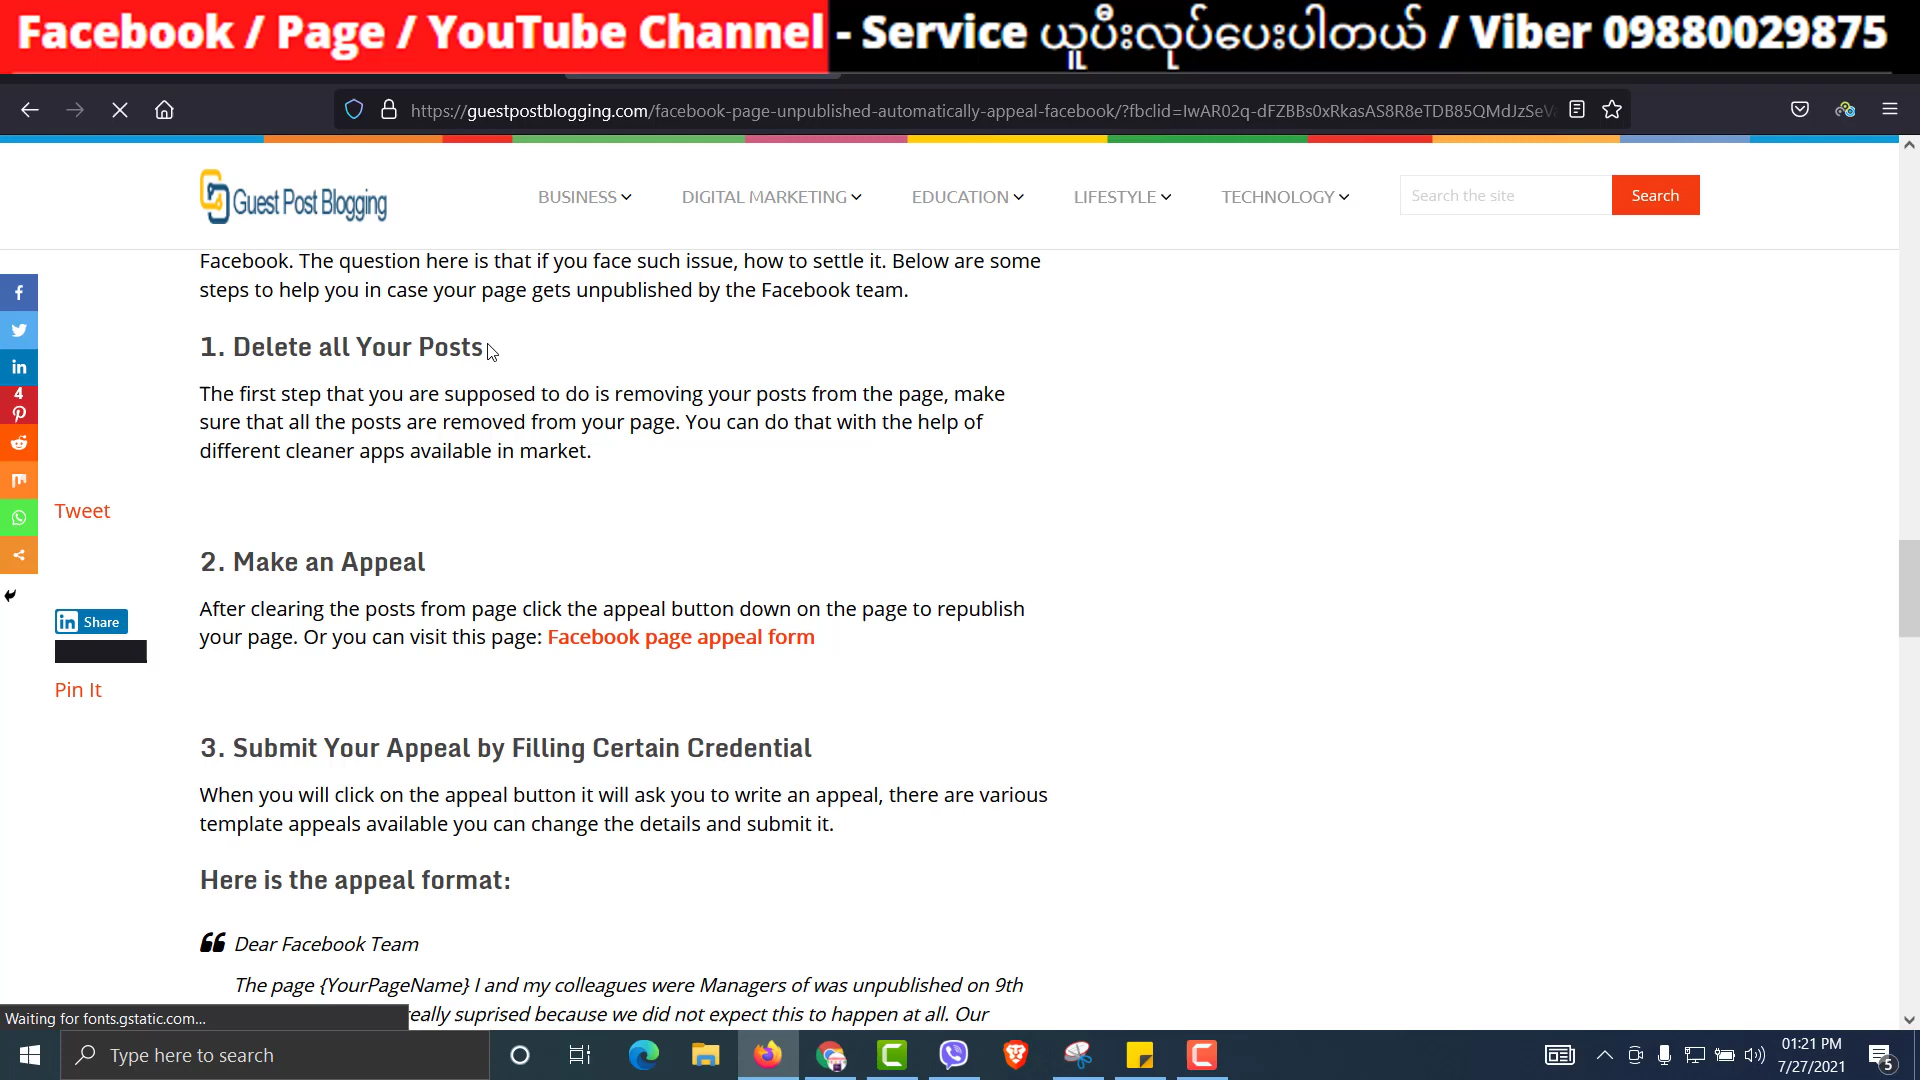 Facebook / Page / YouTube Channel - Service ယူပြီးလုပ်ပေးပါတယ် / Viber 09880029875
https://guestpostblogging.com/facebook-page-unpublished-automatically-appeal-facebook/?fbclid=IwAR02q-dFZBBs0xRkasAS8R8eTDB85QMdJzSeV
Guest Post Blogging
BUSINESS
DIGITAL MARKETING
EDUCATION
LIFESTYLE
TECHNOLOGY
Search the site
Search
Facebook. The question here is that if you face such issue, how to settle it. Below are some
steps to help you in case your page gets unpublished by the Facebook team.
1. Delete all Your Posts
The first step that you are supposed to do is removing your posts from the page, make
sure that all the posts are removed from your page. You can do that with the help of
different cleaner apps available in market.
4
Tweet
2. Make an Appeal
After clearing the posts from page click the appeal button down on the page to republish
your page. Or you can visit this page: Facebook page appeal form
Share
Pin It
3. Submit Your Appeal by Filling Certain Credential
When you will click on the appeal button it will ask you to write an appeal, there are various
template appeals available you can change the details and submit it.
Here is the appeal format:
Dear Facebook Team
The page {YourPageName} I and my colleagues were Managers of was unpublished on 9th
really suprised because we did not expect this to happen at all. Our
Waiting for fonts.gstatic.com...
Type here to search
01:21 PM
7/27/2021
5